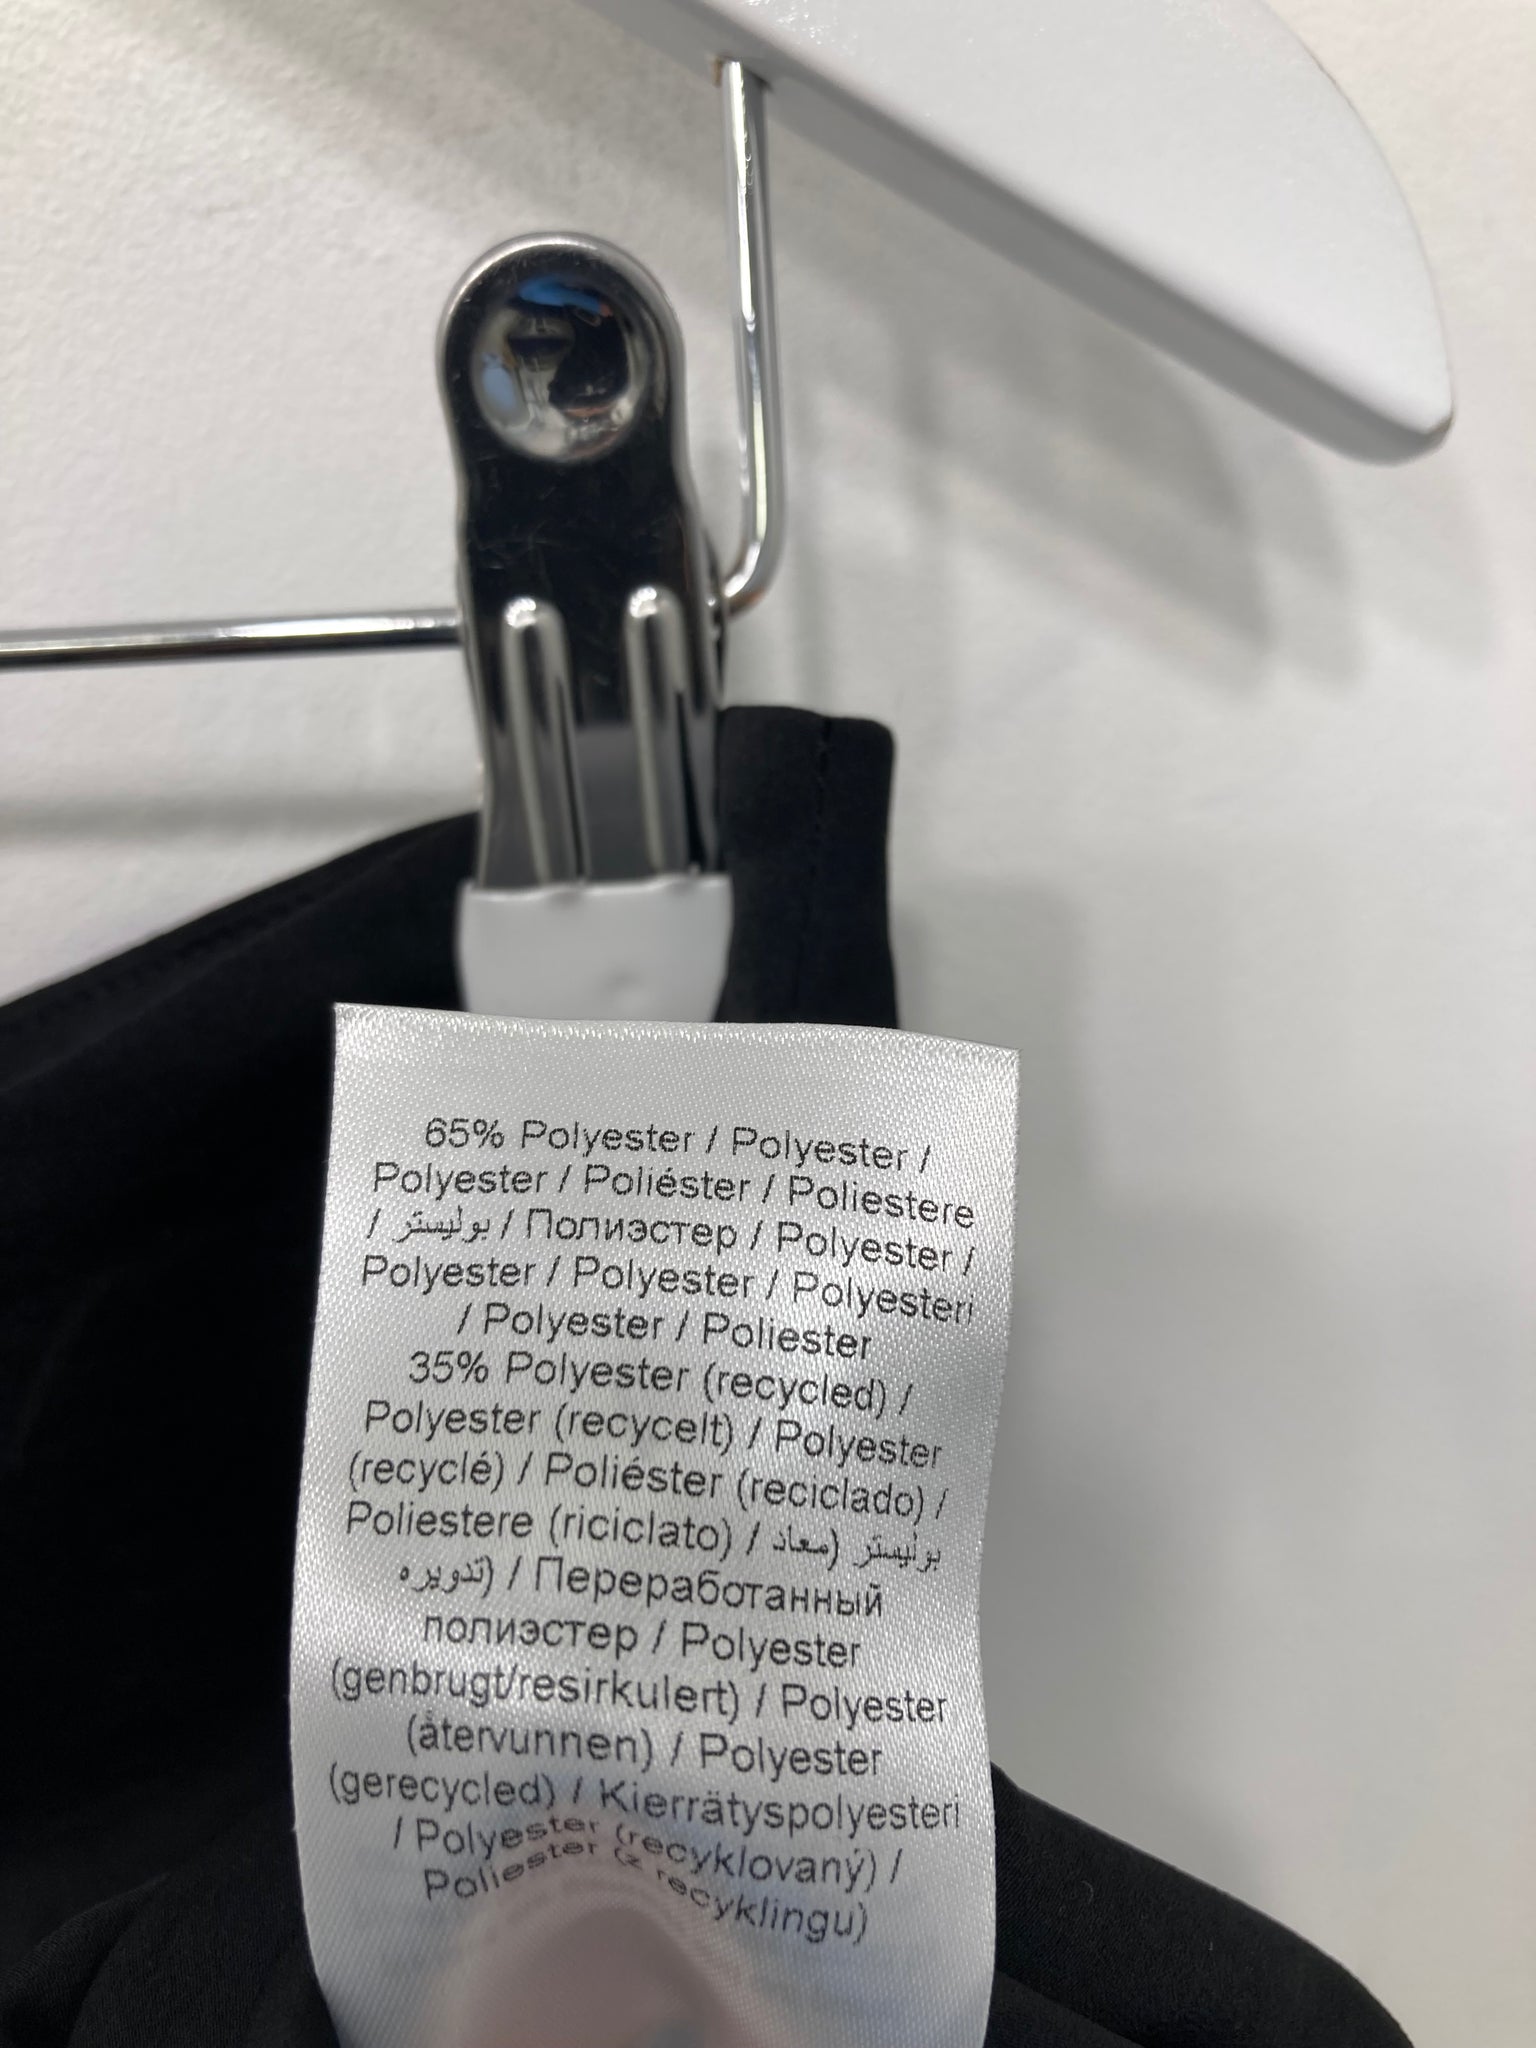 65% Polyester / Polyester /
Polyester / Poliéster / Poliestere
/ بوليستر / Полиэстер / Polyester /
Polyester / Polyester / Polyesteri
/ Polyester / Poliester
35% Polyester (recycled) /
Polyester (recycelt) / Polyester
(recyclé) / Poliéster (reciclado) /
Poliestere (riciclato) / بوليستر (معاد
تدويره) / Переработанный
полиэстер / Polyester
(genbrugt/resirkulert) / Polyester
(återvunnen) / Polyester
(gerecycled) / Kierrätyspolyesteri
/ Polyester (recyklovaný) /
Poliester (z recyklingu)